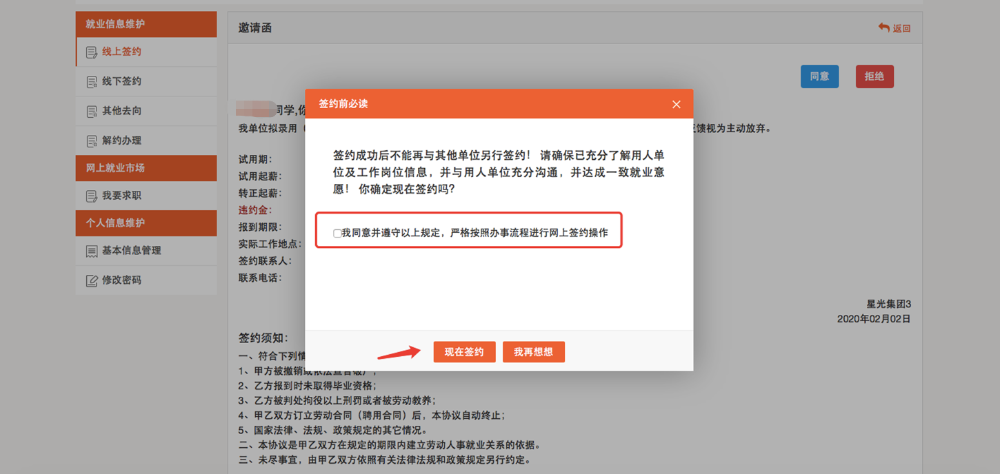 就业信息维护
线上签约
线下签约
其他去向
解约办理
网上就业市场
我要求职
个人信息维护
基本信息管理
修改密码
邀请函
返回
同意
拒绝
同学,你
我单位拟录用
馈视为主动放弃。
试用期：
试用起薪：
转正起薪：
违约金：
报到期限：
实际工作地点：
签约联系人：
联系电话：
签约前必读
签约成功后不能再与其他单位另行签约！ 请确保已充分了解用人单
位及工作岗位信息，并与用人单位充分沟通，并达成一致就业意
愿！ 你确定现在签约吗？
我同意并遵守以上规定，严格按照办事流程进行网上签约操作
现在签约
我再想想
星光集团3
2020年02月02日
签约须知：
一、符合下列情
1、甲方被撤销或依法宣告破产；
2、乙方报到时未取得毕业资格；
3、乙方被判处拘役以上刑罚或者被劳动教养；
4、甲乙双方订立劳动合同（聘用合同）后，本协议自动终止；
5、国家法律、法规、政策规定的其它情况。
二、本协议是甲乙双方在规定的期限内建立劳动人事就业关系的依据。
三、未尽事宜，由甲乙双方依照有关法律法规和政策规定另行约定。